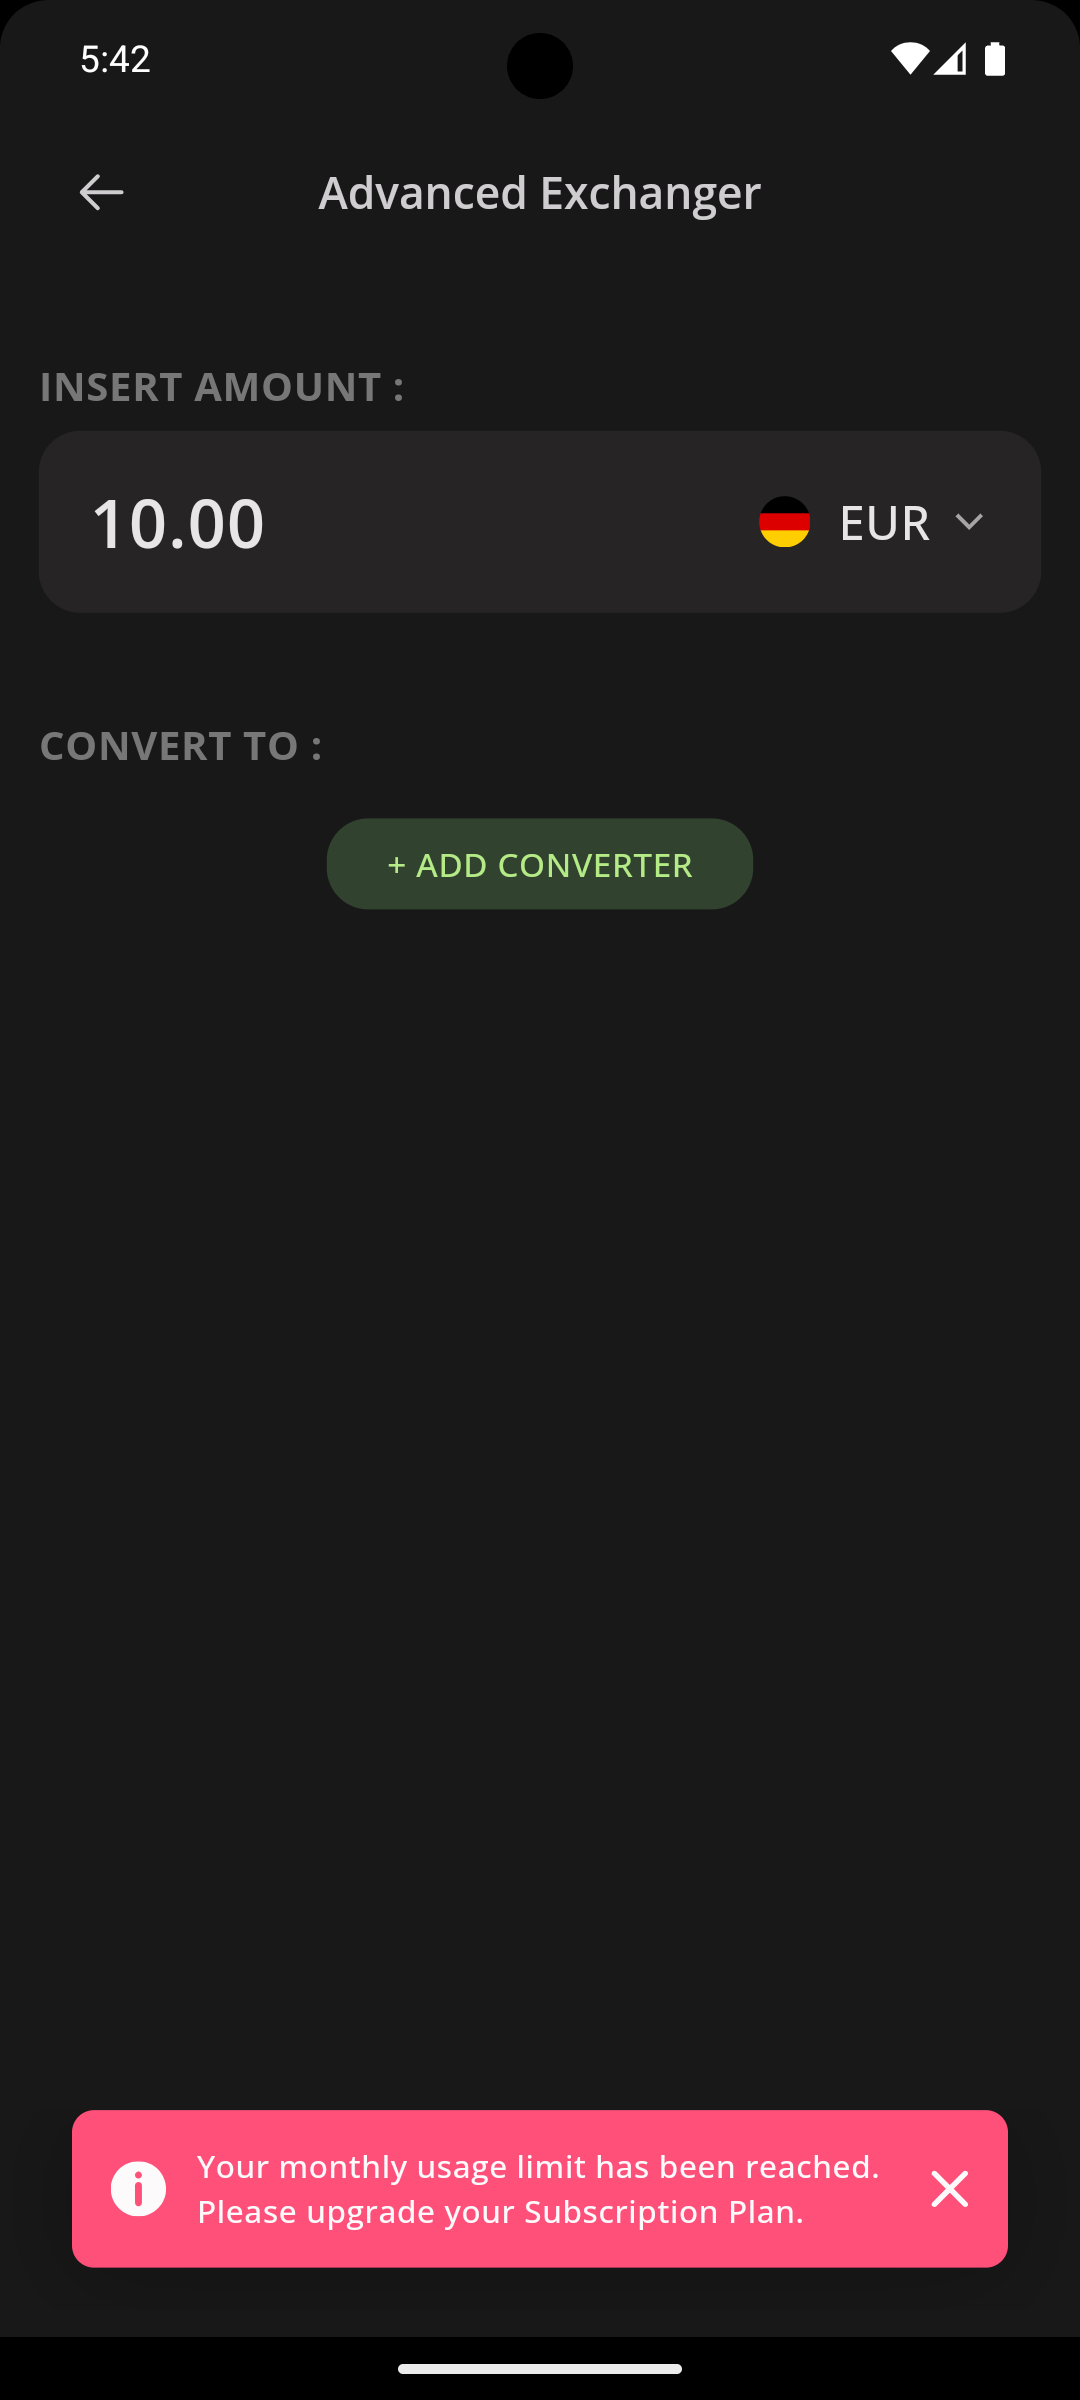 5:42
Advanced Exchanger
INSERT AMOUNT :
10.00
EUR
CONVERT TO :
+ ADD CONVERTER
Your monthly usage limit has been reached.
Please upgrade your Subscription Plan.